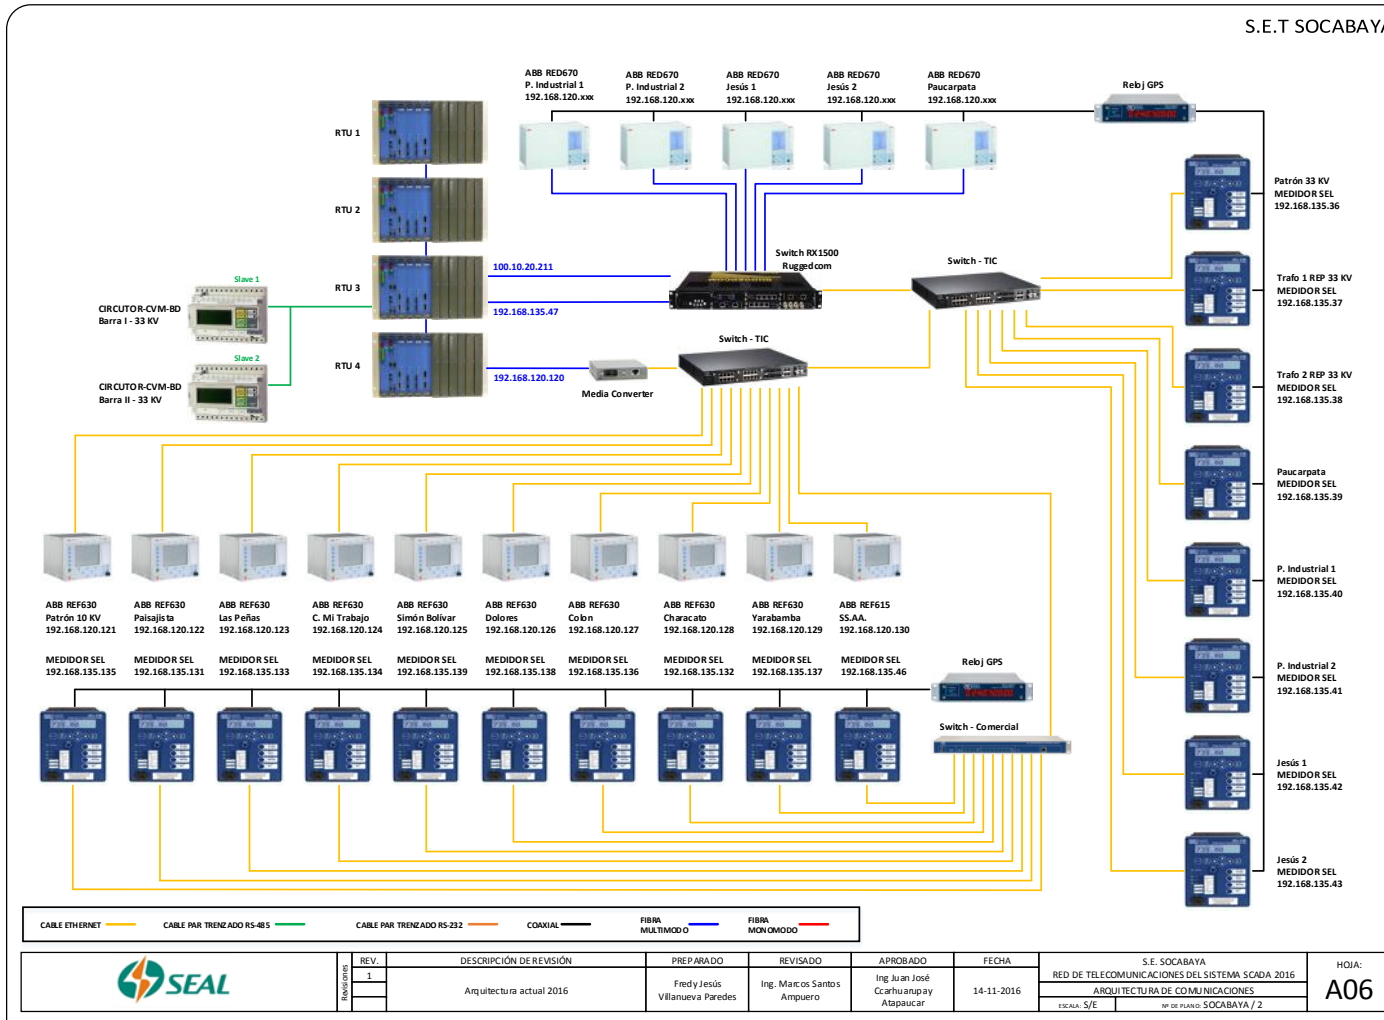 S.E.T SOCABAYA
ABB RED670
P. Industrial 1
192.168.120.xxx
ABB RED670
P. Industrial 2
192.168.120.xxx
ABB RED670
Jesús 1
192.168.120.xxx
ABB RED670
Jesús 2
192.168.120.xxx
ABB RED670
Paucarpata
192.168.120.xxx
Reloj GPS
RTU 1
RTU 2
RTU 3
RTU 4
Slave 1
CIRCUTOR-CVM-BD
Barra I - 33 KV
Slave 2
CIRCUTOR-CVM-BD
Barra II - 33 KV
100.10.20.211
192.168.135.47
192.168.120.120
Switch RX1500
Ruggedcom
Switch - TIC
Switch - TIC
Media Converter
Patrón 33 KV
MEDIDOR SEL
192.168.135.36
Trafo 1 REP 33 KV
MEDIDOR SEL
192.168.135.37
Trafo 2 REP 33 KV
MEDIDOR SEL
192.168.135.38
Paucarpata
MEDIDOR SEL
192.168.135.39
P. Industrial 1
MEDIDOR SEL
192.168.135.40
P. Industrial 2
MEDIDOR SEL
192.168.135.41
Jesús 1
MEDIDOR SEL
192.168.135.42
Jesús 2
MEDIDOR SEL
192.168.135.43
ABB REF630
Patrón 10 KV
192.168.120.121
ABB REF630
Paisajista
192.168.120.122
ABB REF630
Las Peñas
192.168.120.123
ABB REF630
C. Mi Trabajo
192.168.120.124
ABB REF630
Simón Bolívar
192.168.120.125
ABB REF630
Dolores
192.168.120.126
ABB REF630
Colon
192.168.120.127
ABB REF630
Characato
192.168.120.128
ABB REF630
Yarabamba
192.168.120.129
ABB REF615
SS.AA.
192.168.120.130
MEDIDOR SEL
192.168.135.135
MEDIDOR SEL
192.168.135.131
MEDIDOR SEL
192.168.135.133
MEDIDOR SEL
192.168.135.134
MEDIDOR SEL
192.168.135.139
MEDIDOR SEL
192.168.135.138
MEDIDOR SEL
192.168.135.136
MEDIDOR SEL
192.168.135.132
MEDIDOR SEL
192.168.135.137
MEDIDOR SEL
192.168.135.46
Reloj GPS
Switch - Comercial
CABLE ETHERNET
CABLE PAR TRENZADO RS-485
CABLE PAR TRENZADO RS-232
COAXIAL
FIBRA
MULTIMODO
FIBRA
MONOMODO
SEAL
Revisiones
REV.
1
DESCRIPCIÓN DE REVISIÓN
Arquitectura actual 2016
PREPARADO
Fredy Jesús
Villanueva Paredes
REVISADO
Ing. Marcos Santos
Ampuero
APROBADO
Ing Juan José
Ccarhuarupay
Atapaucar
FECHA
14-11-2016
S.E. SOCABAYA
RED DE TELECOMUNICACIONES DEL SISTEMA SCADA 2016
ARQUITECTURA DE COMUNICACIONES
ESCALA: S/E
Nº DE PLANO: SOCABAYA / 2
HOJA:
A06